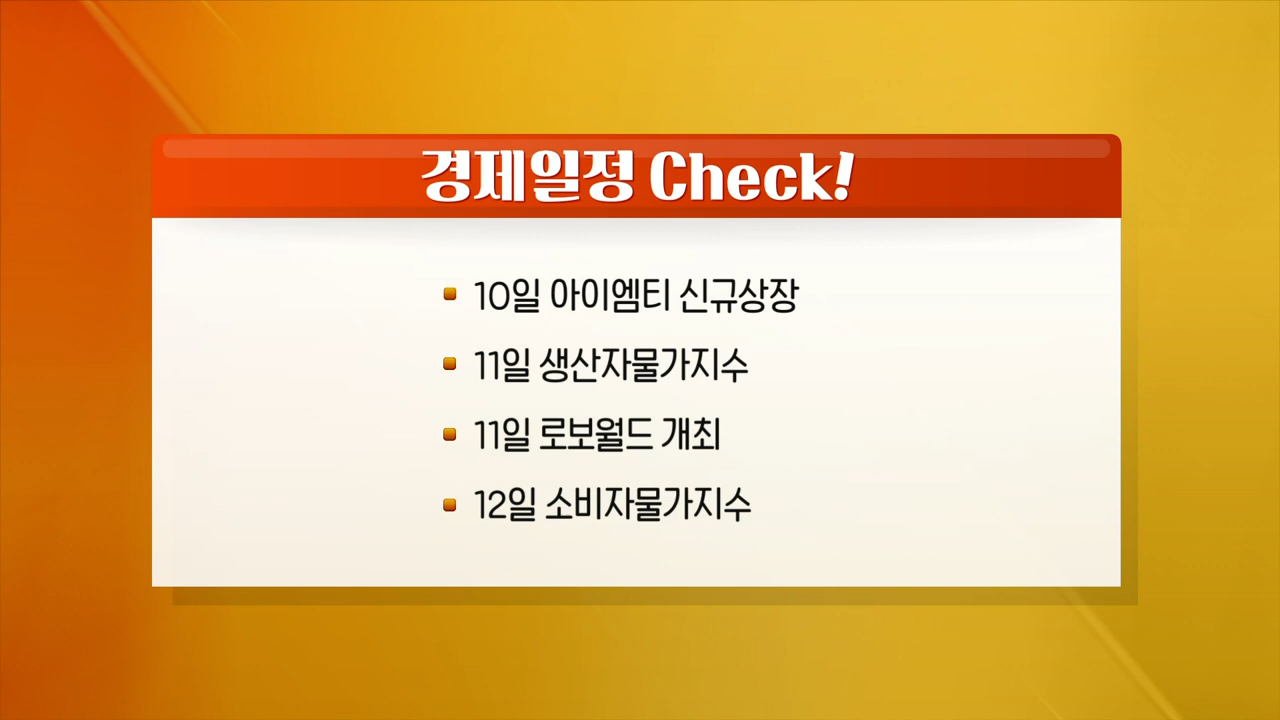 경제일정 Check!
10일 아이엠티 신규상장
11일 생산자물가지수
11일 로보월드 개최
12일 소비자물가지수